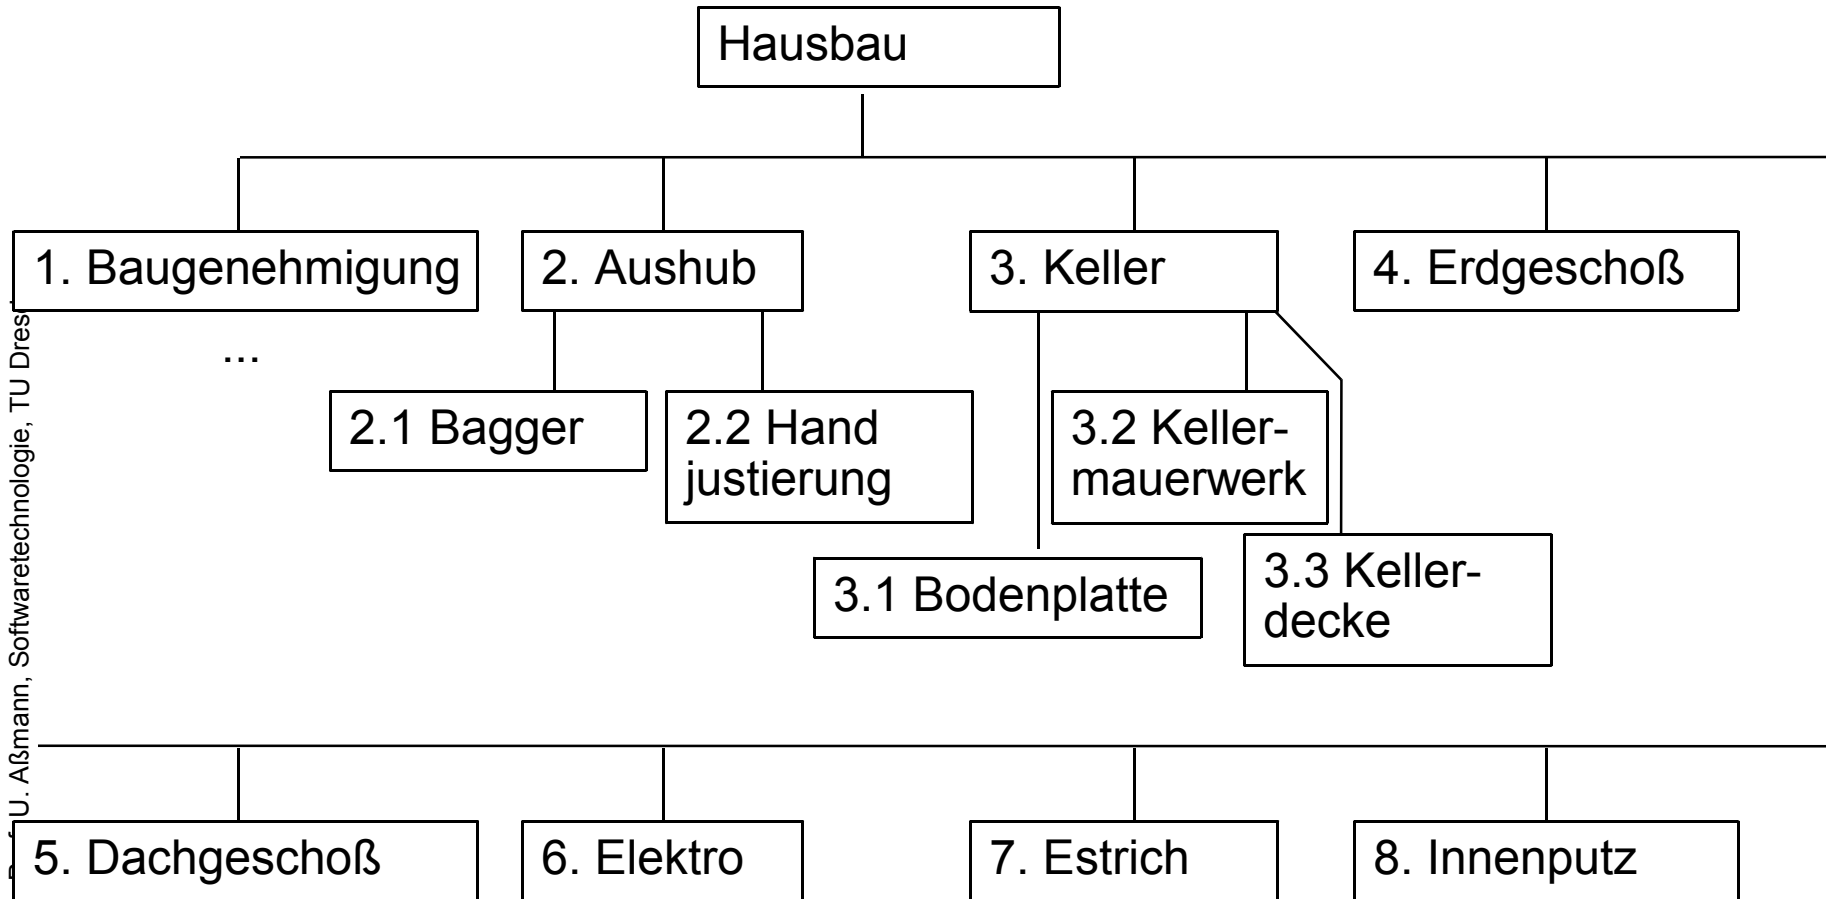 Hausbau
1. Baugenehmigung
2. Aushub
3. Keller
4. Erdgeschoß
...
2.1 Bagger
2.2 Hand
justierung
3.2 Keller-
mauerwerk
3.1 Bodenplatte
3.3 Keller-
decke
5. Dachgeschoß
6. Elektro
7. Estrich
8. Innenputz
U. Aßmann, Softwaretechnologie, TU